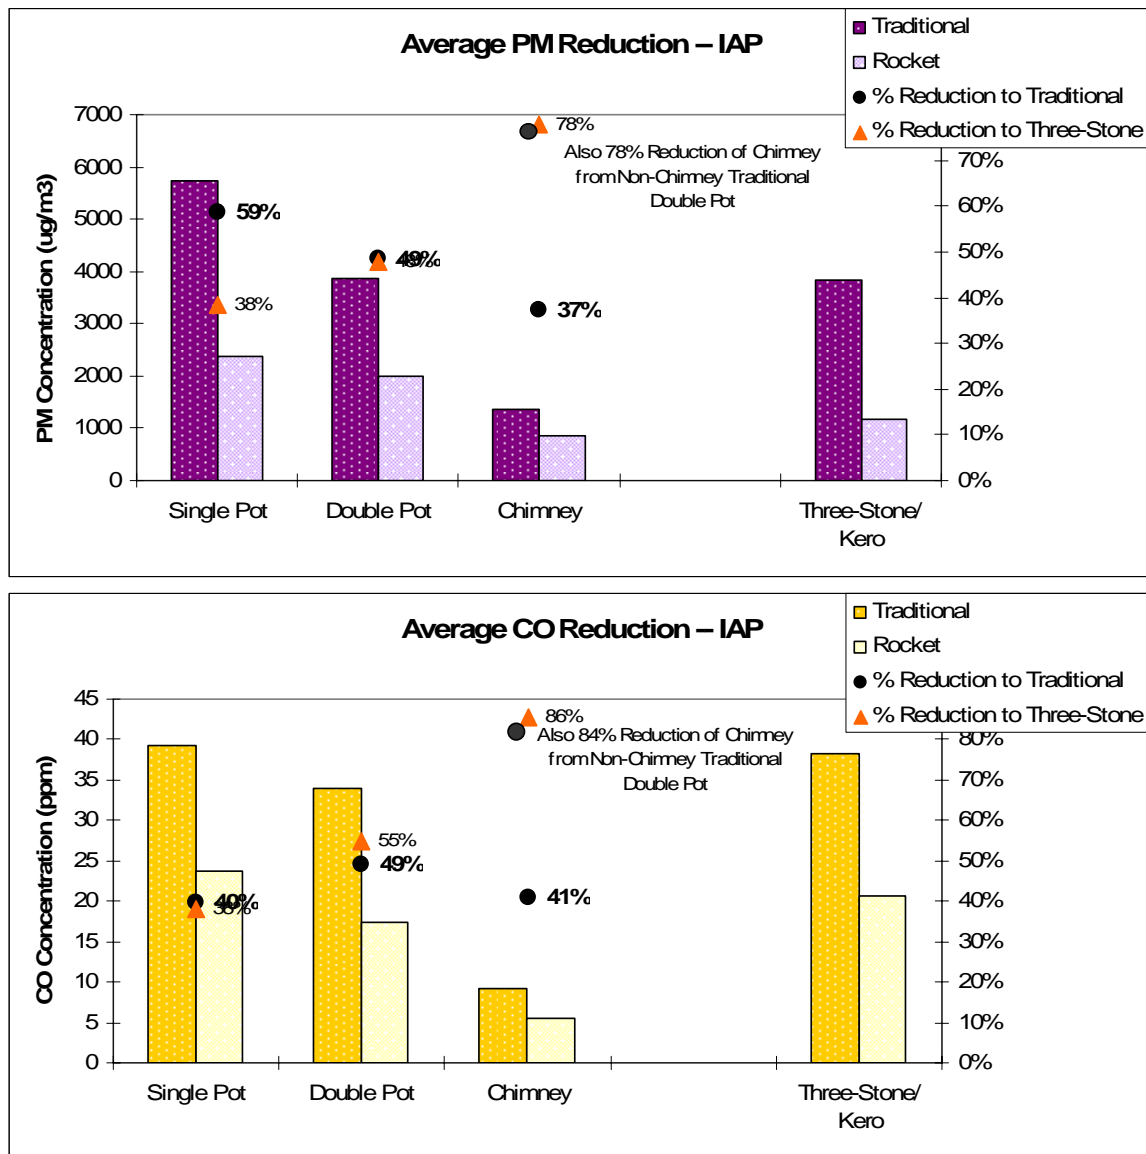 Average PM Reduction – IAP
Traditional
Rocket
% Reduction to Traditional
% Reduction to Three-Stone
PM Concentration (ug/m3)
7000
6000
5000
4000
3000
2000
1000
0
70%
60%
50%
40%
30%
20%
10%
0%
59%
38%
49%
37%
78%
Also 78% Reduction of Chimney
from Non-Chimney Traditional
Double Pot
Single Pot
Double Pot
Chimney
Three-Stone/
Kero
Average CO Reduction – IAP
Traditional
Rocket
% Reduction to Traditional
% Reduction to Three-Stone
CO Concentration (ppm)
45
40
35
30
25
20
15
10
5
0
80%
70%
60%
50%
40%
30%
20%
10%
0%
40%
55%
49%
41%
86%
Also 84% Reduction of Chimney
from Non-Chimney Traditional
Double Pot
Single Pot
Double Pot
Chimney
Three-Stone/
Kero